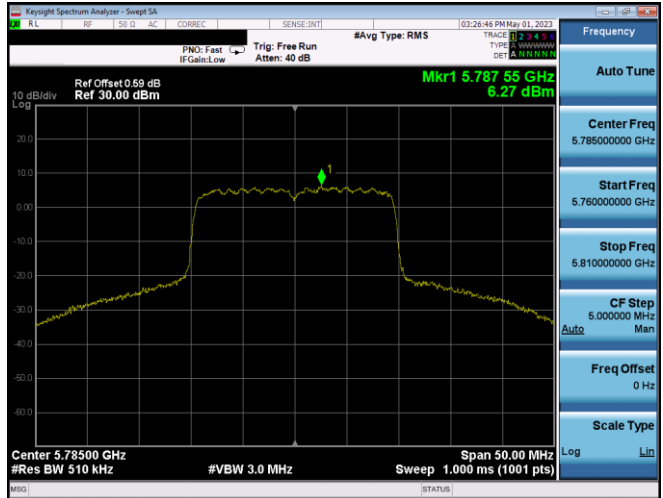 Keysight Spectrum Analyzer - Swept SA
RL RF 50 Ω AC CORREC SENSE:INT 03:26:46 PM May 01, 2023
#Avg Type: RMS TRACE 1 2 3 4 5 6
PNO: Fast Trig: Free Run TYPE A WWWWW
IFGain:Low Atten: 40 dB DET A N N N N N
Mkr1 5.787 55 GHz
6.27 dBm
Ref Offset 0.59 dB
10 dB/div Ref 30.00 dBm
Log
20.0
10.0
0.00
-10.0
-20.0
-30.0
-40.0
-50.0
-60.0
1
Center 5.78500 GHz Span 50.00 MHz
#Res BW 510 kHz #VBW 3.0 MHz Sweep 1.000 ms (1001 pts)
MSG STATUS
Frequency
Auto Tune
Center Freq
5.785000000 GHz
Start Freq
5.760000000 GHz
Stop Freq
5.810000000 GHz
CF Step
5.000000 MHz
Auto Man
Freq Offset
0 Hz
Scale Type
Log Lin